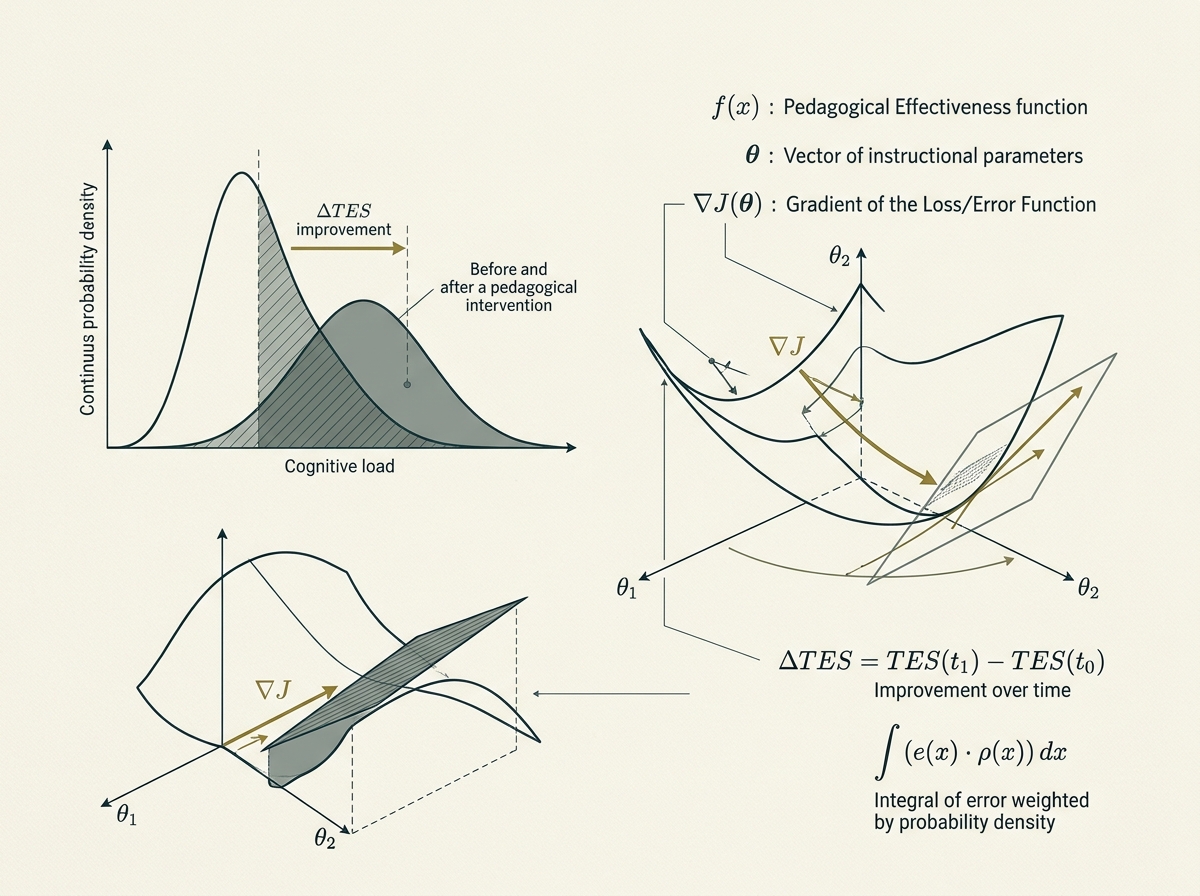 f(x) : Pedagogical Effectiveness function
θ : Vector of instructional parameters
∇J(θ) : Gradient of the Loss/Error Function
Continuus probability density
ΔTES
improvement
Before and
after a pedagogical
intervention
Cognitive load
θ₂
∇J
θ₁
θ₂
∇J
θ₁
θ₂
ΔTES = TES(t₁) − TES(t₀)
Improvement over time
∫ (e(x) · ρ(x)) dx
Integral of error weighted
by probability density